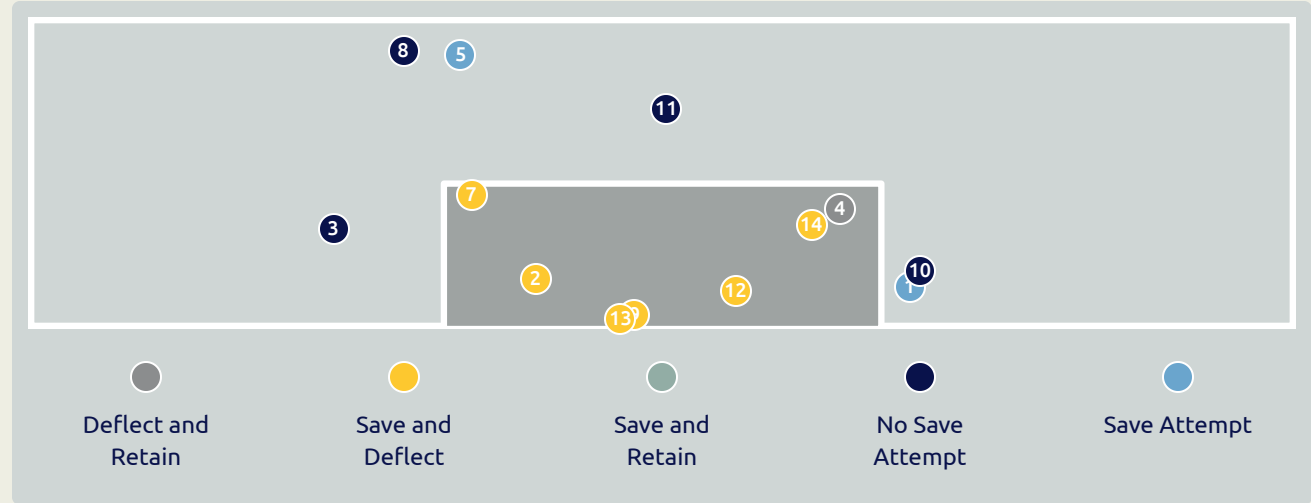 8
5
11
7
4
14
3
10
2
1
12
13
Deflect and
Retain
Save and
Deflect
Save and
Retain
No Save
Attempt
Save Attempt